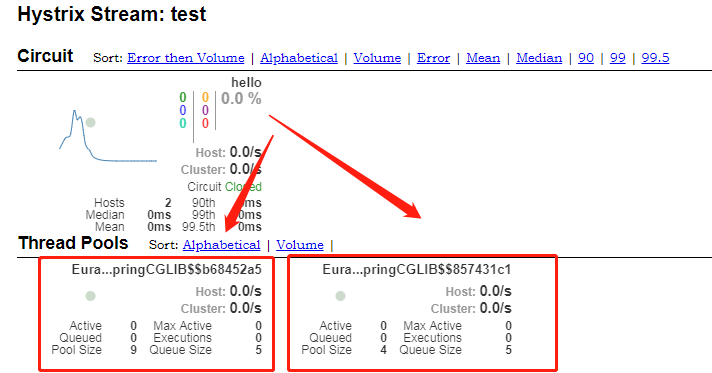 Hystrix Stream: test
Circuit Sort: Error then Volume | Alphabetical | Volume | Error | Mean | Median | 90 | 99 | 99.5
hello
0 0 0.0 %
0 0
0 0
Host: 0.0/s
Cluster: 0.0/s
Circuit Closed
Hosts 2 90th 0ms
Median 0ms 99th 0ms
Mean 0ms 99.5th 0ms
Thread Pools Sort: Alphabetical | Volume |
Eura...pringCGLIB$$b68452a5 Eura...pringCGLIB$$857431c1
Host: 0.0/s Host: 0.0/s
Cluster: 0.0/s Cluster: 0.0/s
Active 0 Max Active 0 Active 0 Max Active 0
Queued 0 Executions 0 Queued 0 Executions 0
Pool Size 9 Queue Size 5 Pool Size 4 Queue Size 5